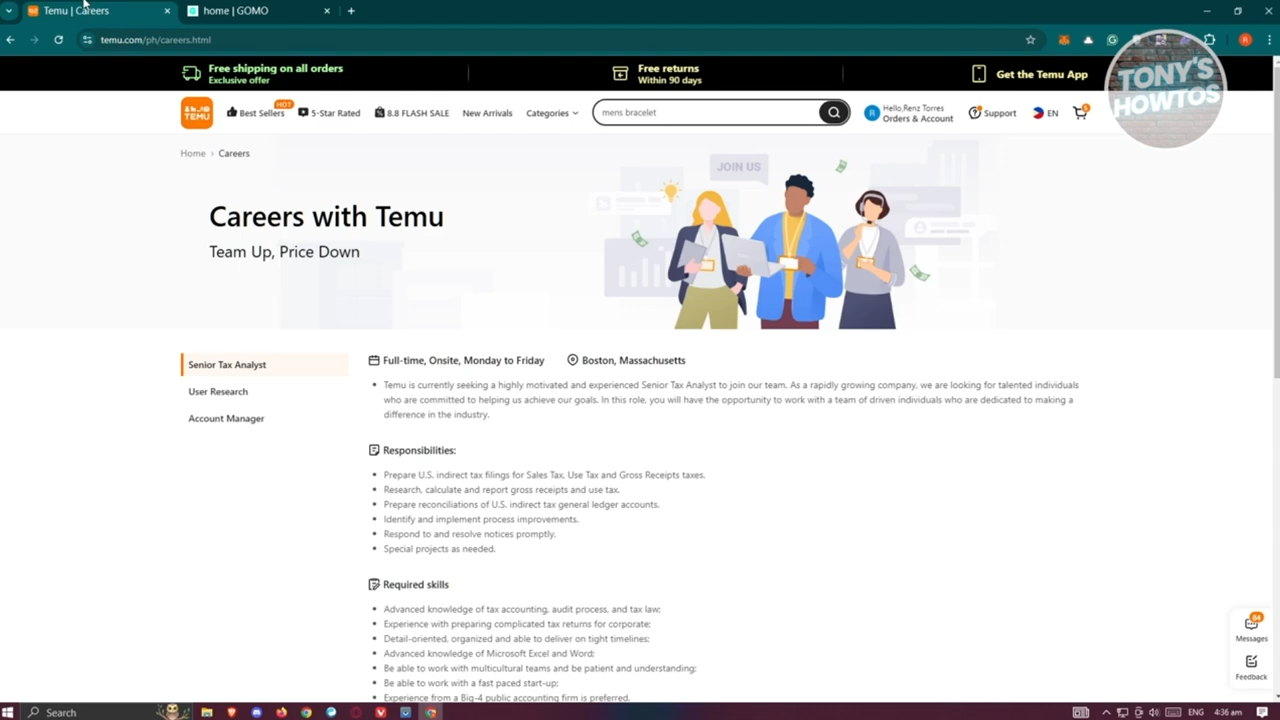 Temu | Careers
home | GOMO
temu.com/ph/careers.html
Free shipping on all orders
Exclusive offer
Free returns
Within 90 days
Get the Temu App
TEMU
Best Sellers
HOT
5-Star Rated
8.8 FLASH SALE
New Arrivals
Categories
mens bracelet
R
Hello,Renz Torres
Orders & Account
Support
EN
TONY'S
HOWTOS
Home › Careers
JOIN US
Careers with Temu
Team Up, Price Down
Senior Tax Analyst
User Research
Account Manager
Full-time, Onsite, Monday to Friday
Boston, Massachusetts
• Temu is currently seeking a highly motivated and experienced Senior Tax Analyst to join our team. As a rapidly growing company, we are looking for talented individuals
who are committed to helping us achieve our goals. In this role, you will have the opportunity to work with a team of driven individuals who are dedicated to making a
difference in the industry.
Responsibilities:
• Prepare U.S. indirect tax filings for Sales Tax, Use Tax and Gross Receipts taxes.
• Research, calculate and report gross receipts and use tax.
• Prepare reconciliations of U.S. indirect tax general ledger accounts.
• Identify and implement process improvements.
• Respond to and resolve notices promptly.
• Special projects as needed.
Required skills
• Advanced knowledge of tax accounting, audit process, and tax law;
• Experience with preparing complicated tax returns for corporate;
• Detail-oriented, organized and able to deliver on tight timelines;
• Advanced knowledge of Microsoft Excel and Word;
• Be able to work with multicultural teams and be patient and understanding;
• Be able to work with a fast paced start-up;
• Experience from a Big-4 public accounting firm is preferred.
84
Messages
Feedback
Search
ENG
4:36 am